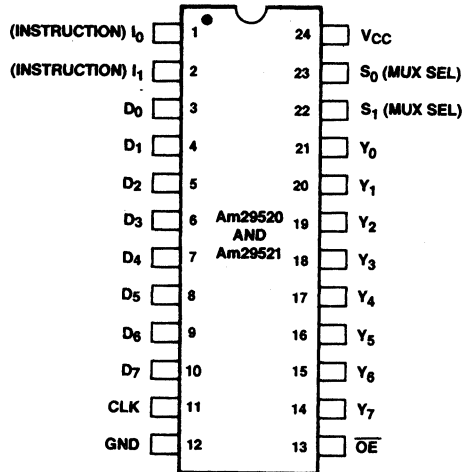 (INSTRUCTION) I0 1 24 VCC
(INSTRUCTION) I1 2 23 S0 (MUX SEL)
D0 3 22 S1 (MUX SEL)
D1 4 21 Y0
D2 5 20 Y1
D3 6 Am29520 19 Y2
AND
D4 7 Am29521 18 Y3
D5 8 17 Y4
D6 9 16 Y5
D7 10 15 Y6
CLK 11 14 Y7
GND 12 13 OE